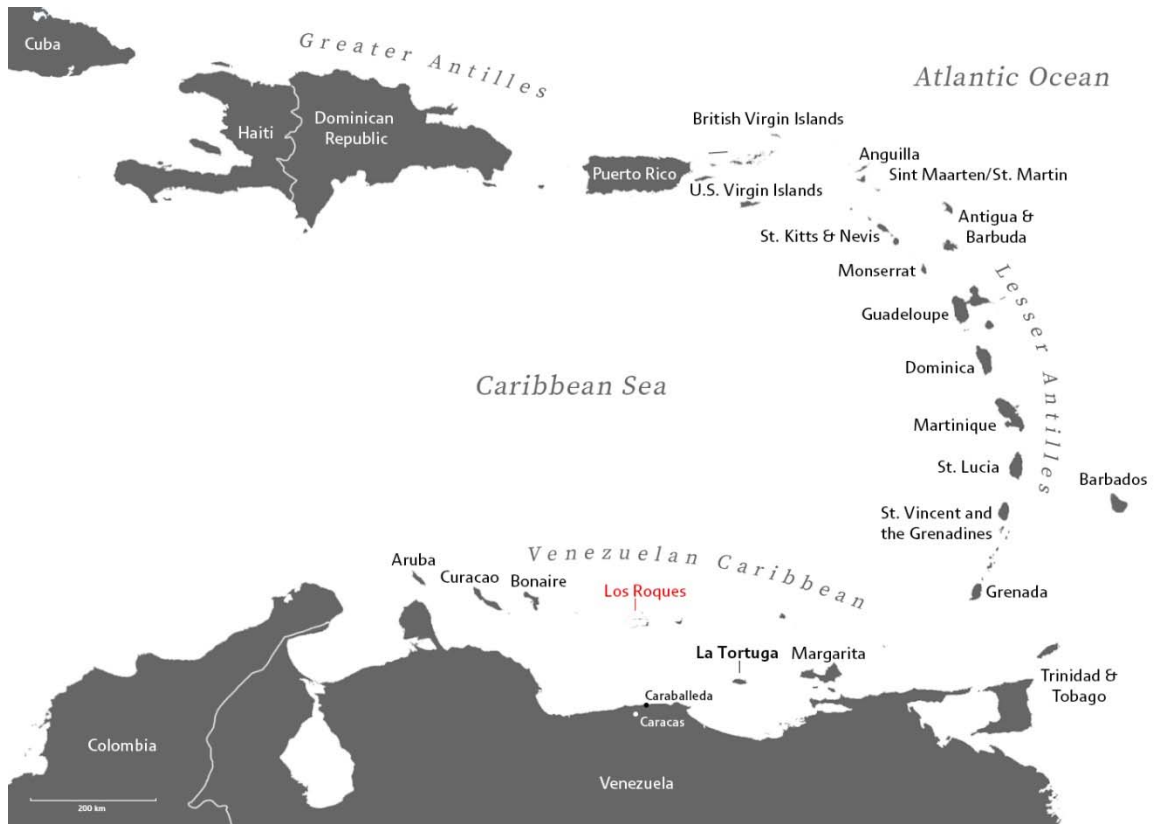 Cuba
Greater Antilles
Atlantic Ocean
Haiti
Dominican
Republic
British Virgin Islands
Puerto Rico
U.S. Virgin Islands
Anguilla
Sint Maarten/St. Martin
Antigua &
Barbuda
St. Kitts & Nevis
Monserrat
Guadeloupe
Lesser Antilles
Dominica
Caribbean Sea
Martinique
St. Lucia
Barbados
St. Vincent and
the Grenadines
Venezuelan Caribbean
Aruba
Curacao
Bonaire
Los Roques
Grenada
La Tortuga
Margarita
Trinidad &
Tobago
Caraballeda
Caracas
Colombia
Venezuela
200 km